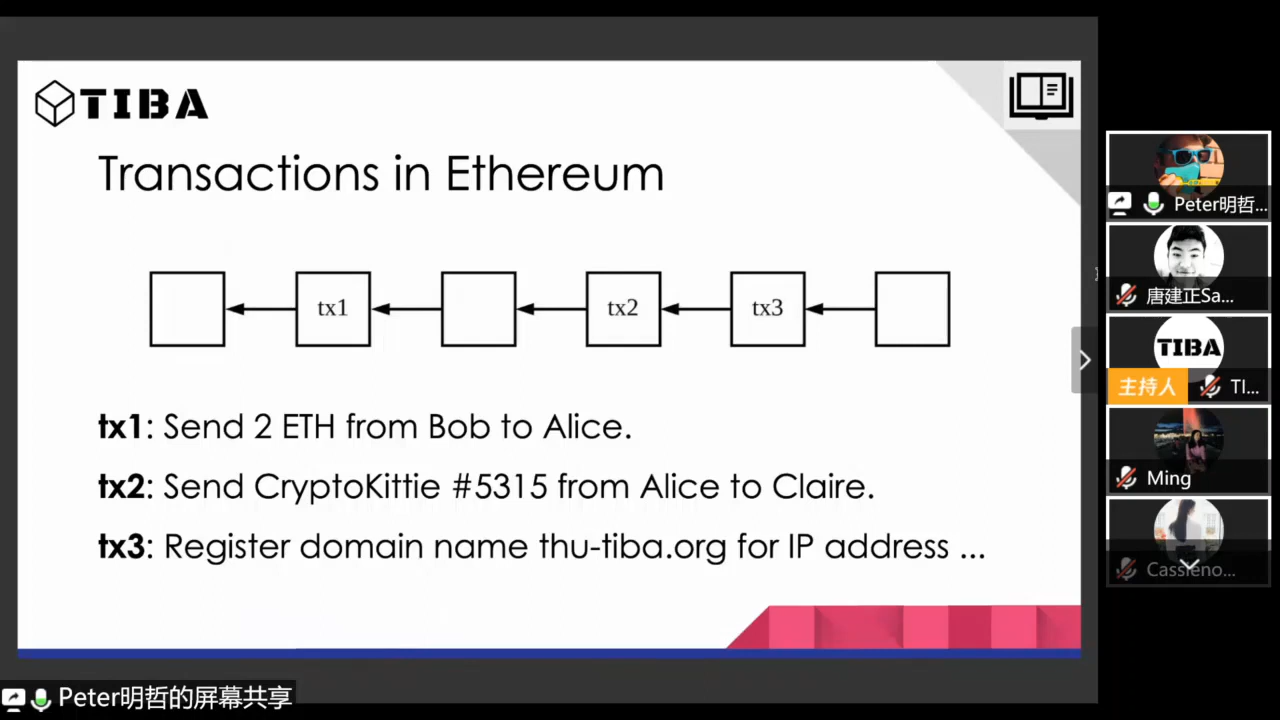 TIBA
Transactions in Ethereum
tx1
tx2
tx3
tx1: Send 2 ETH from Bob to Alice.
tx2: Send CryptoKittie #5315 from Alice to Claire.
tx3: Register domain name thu-tiba.org for IP address ...
Peter明哲...
唐建正Sa...
TIBA
主持人
TI...
Ming
Cassieno...
Peter明哲的屏幕共享